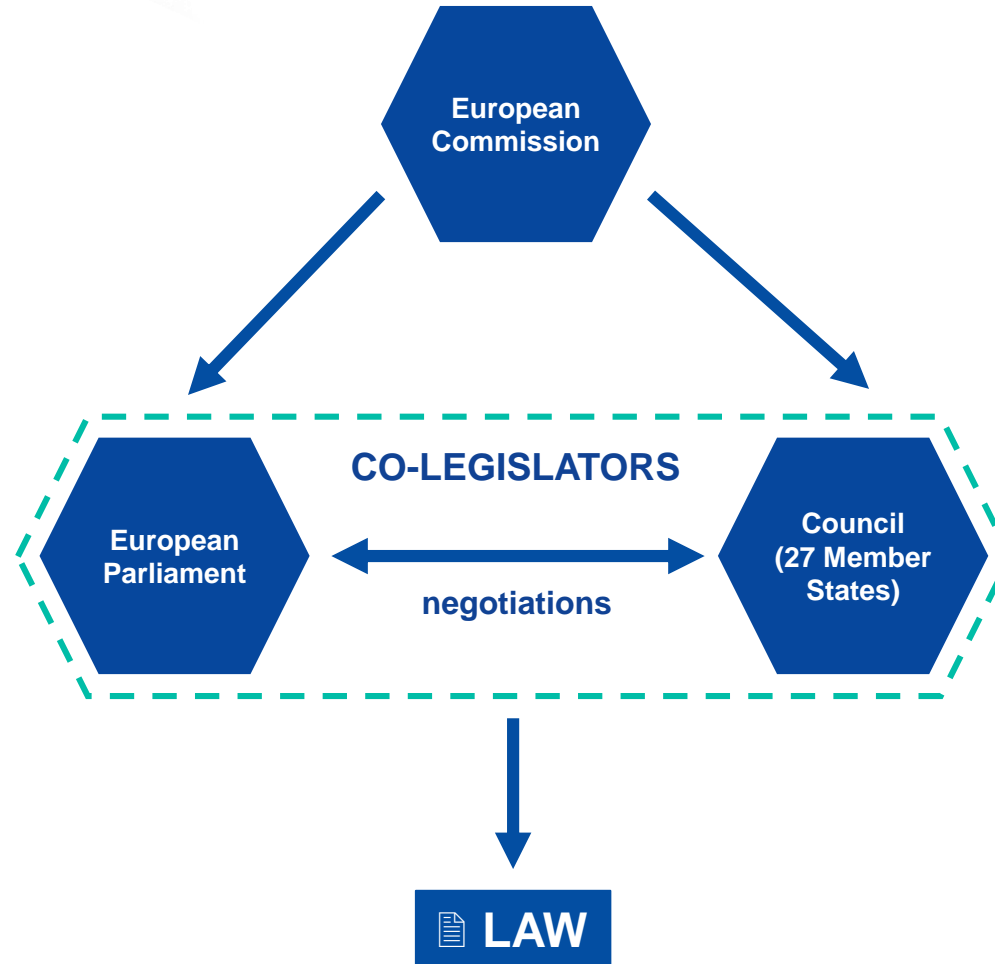 European
Commission
CO-LEGISLATORS
European
Parliament
Council
(27 Member
States)
negotiations
LAW